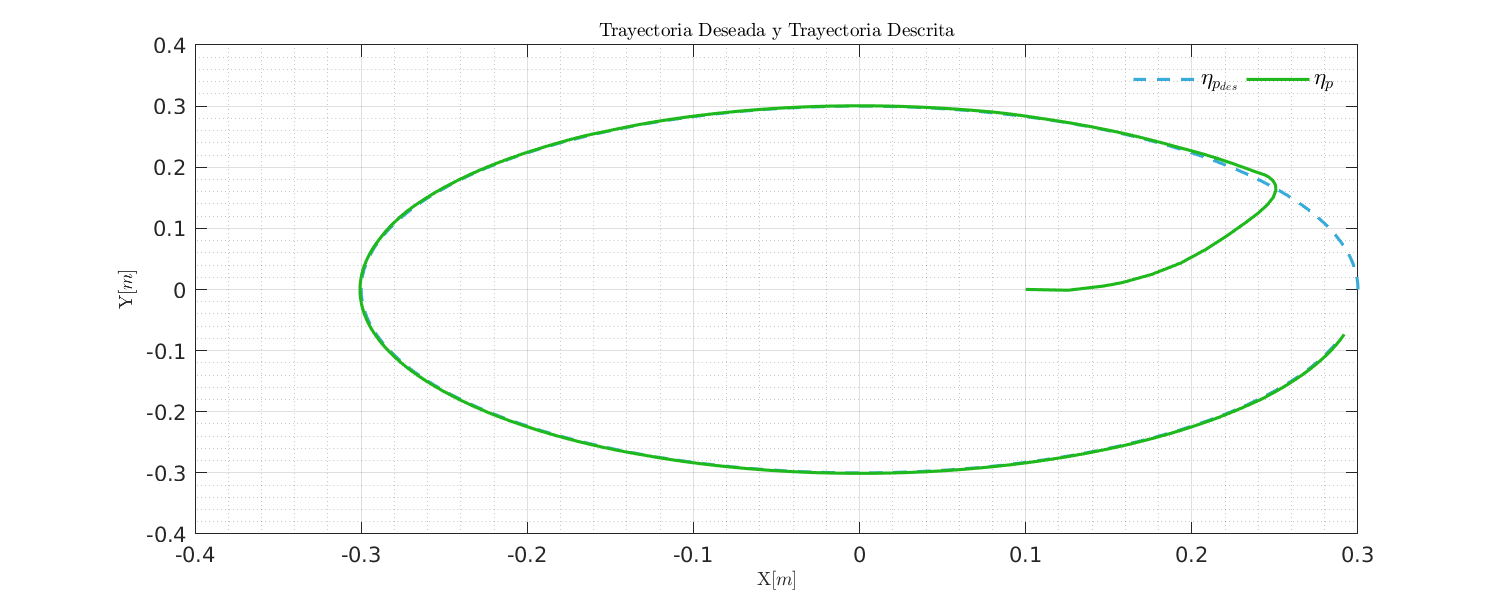 Trayectoria Deseada y Trayectoria Descrita
η_{p_{des}} η_p
0.4
0.3
0.2
0.1
0
-0.1
-0.2
-0.3
-0.4
Y[m]
-0.4 -0.3 -0.2 -0.1 0 0.1 0.2 0.3
X[m]